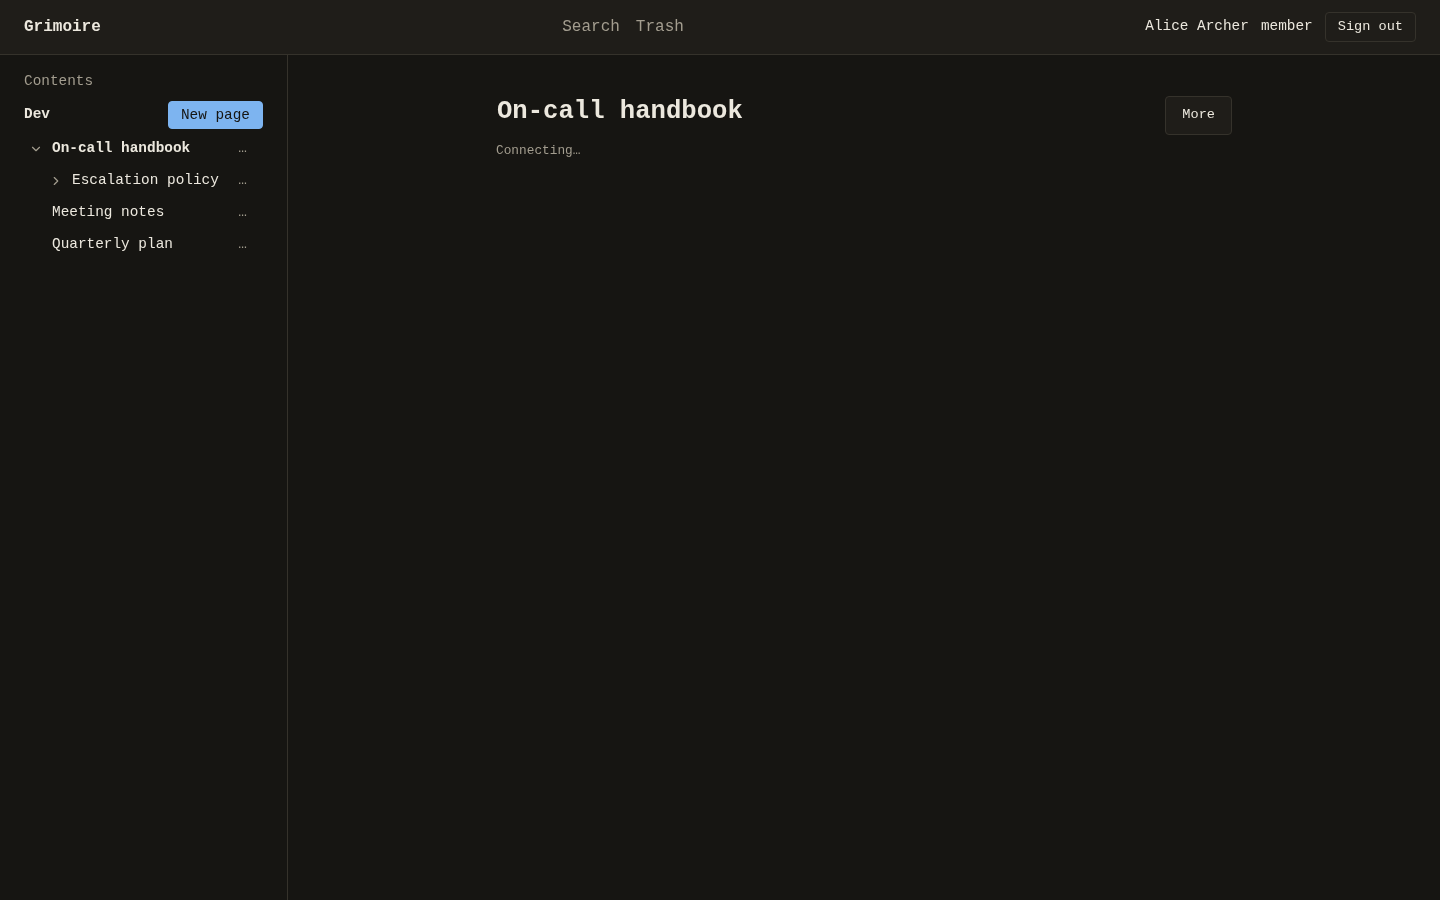 Grimoire
Search Trash
Alice Archer member Sign out
Contents
Dev
New page
On-call handbook …
Escalation policy …
Meeting notes …
Quarterly plan …
On-call handbook
More
Connecting…